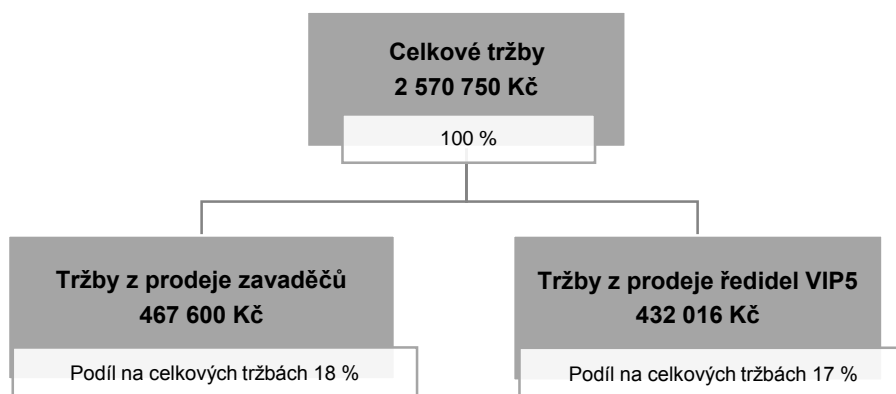 Celkové tržby
2 570 750 Kč
100 %
Tržby z prodeje zavaděčů
467 600 Kč
Podíl na celkových tržbách 18 %
Tržby z prodeje ředidel VIP5
432 016 Kč
Podíl na celkových tržbách 17 %